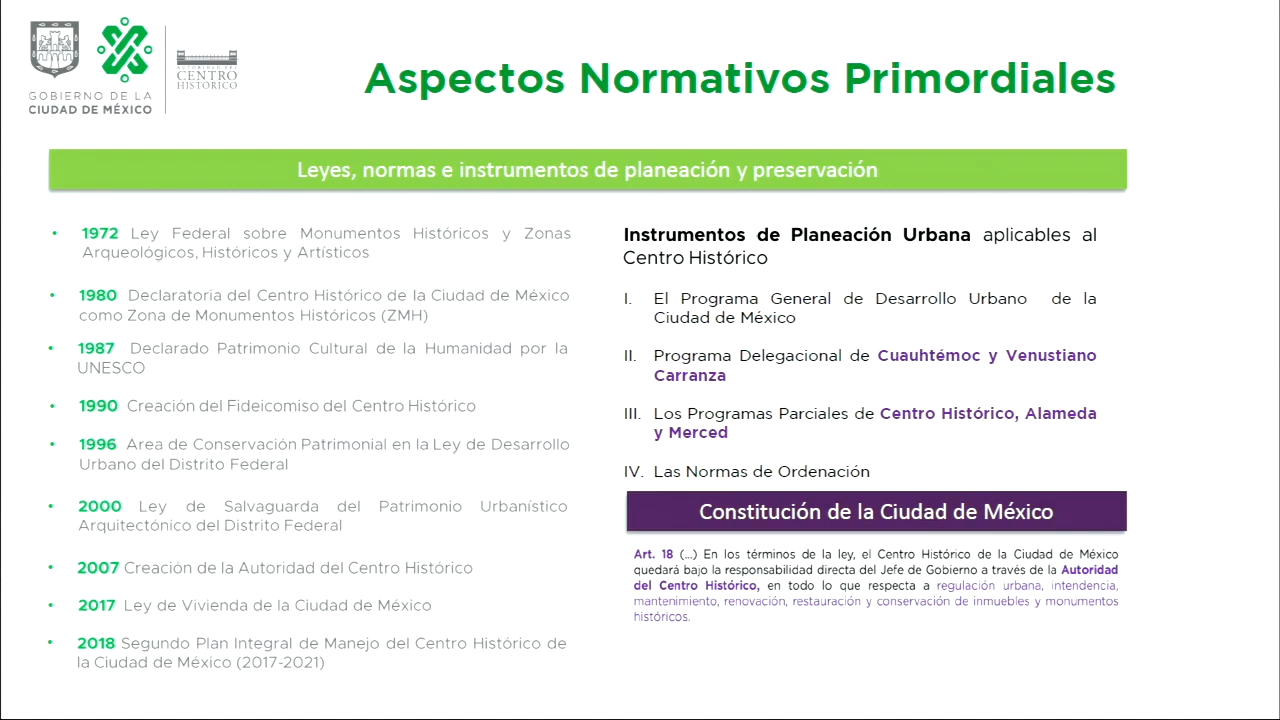 GOBIERNO DE LA
CIUDAD DE MÉXICO
AUTORIDAD DEL
CENTRO
HISTÓRICO
Aspectos Normativos Primordiales
Leyes, normas e instrumentos de planeación y preservación
• 1972 Ley Federal sobre Monumentos Históricos y Zonas
Arqueológicos, Históricos y Artísticos
• 1980 Declaratoria del Centro Histórico de la Ciudad de México
como Zona de Monumentos Históricos (ZMH)
• 1987 Declarado Patrimonio Cultural de la Humanidad por la
UNESCO
• 1990 Creación del Fideicomiso del Centro Histórico
• 1996 Area de Conservación Patrimonial en la Ley de Desarrollo
Urbano del Distrito Federal
• 2000 Ley de Salvaguarda del Patrimonio Urbanístico
Arquitectónico del Distrito Federal
• 2007 Creación de la Autoridad del Centro Histórico
• 2017 Ley de Vivienda de la Ciudad de México
• 2018 Segundo Plan Integral de Manejo del Centro Histórico de
la Ciudad de México (2017-2021)
Instrumentos de Planeación Urbana aplicables al
Centro Histórico
I. El Programa General de Desarrollo Urbano de la
Ciudad de México
II. Programa Delegacional de Cuauhtémoc y Venustiano
Carranza
III. Los Programas Parciales de Centro Histórico, Alameda
y Merced
IV. Las Normas de Ordenación
Constitución de la Ciudad de México
Art. 18 (...) En los términos de la ley, el Centro Histórico de la Ciudad de México
quedará bajo la responsabilidad directa del Jefe de Gobierno a través de la Autoridad
del Centro Histórico, en todo lo que respecta a regulación urbana, intendencia,
mantenimiento, renovación, restauración y conservación de inmuebles y monumentos
históricos.